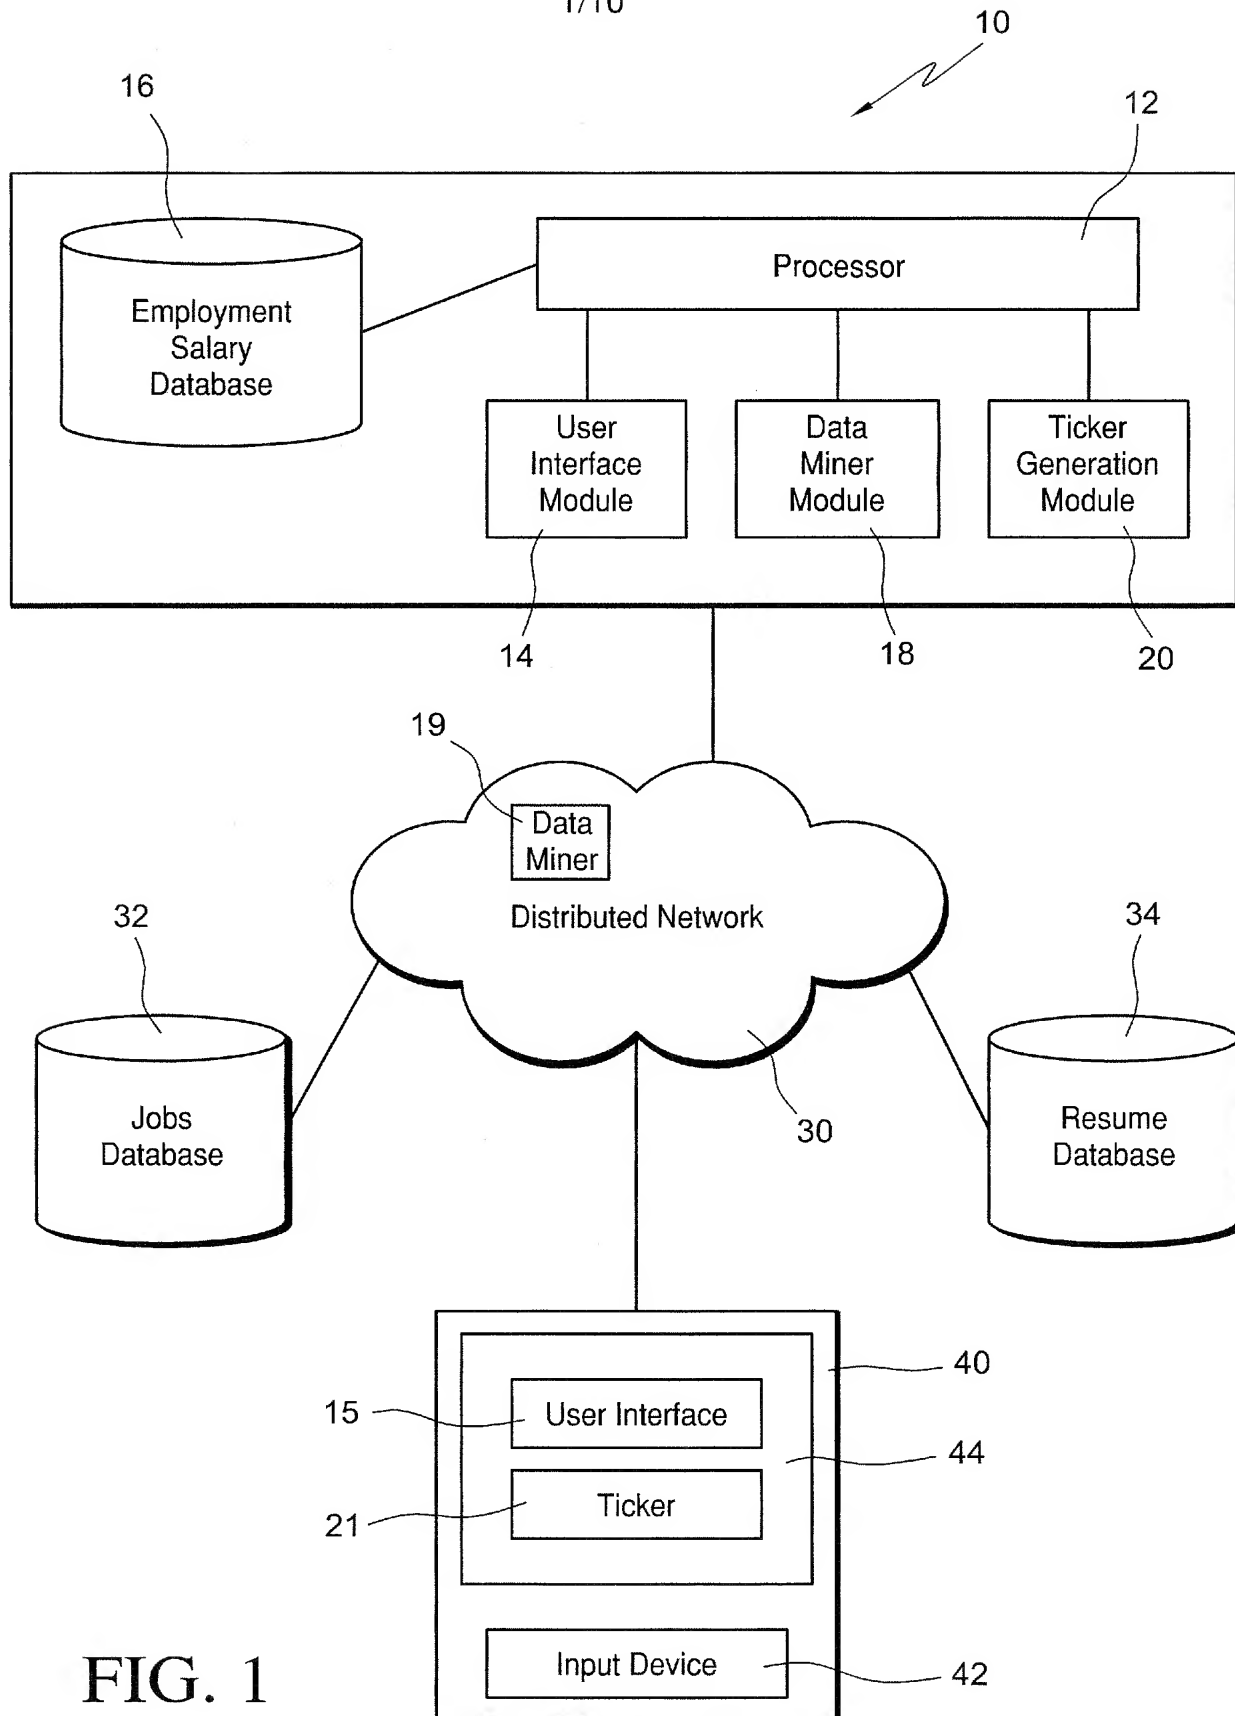 1/10
10
16
12
Processor
Employment
Salary
Database
User
Interface
Module
Data
Miner
Module
Ticker
Generation
Module
14
18
20
19
Data
Miner
Distributed Network
32
34
Jobs
Database
30
Resume
Database
40
15
User Interface
44
21
Ticker
Input Device
42
FIG. 1